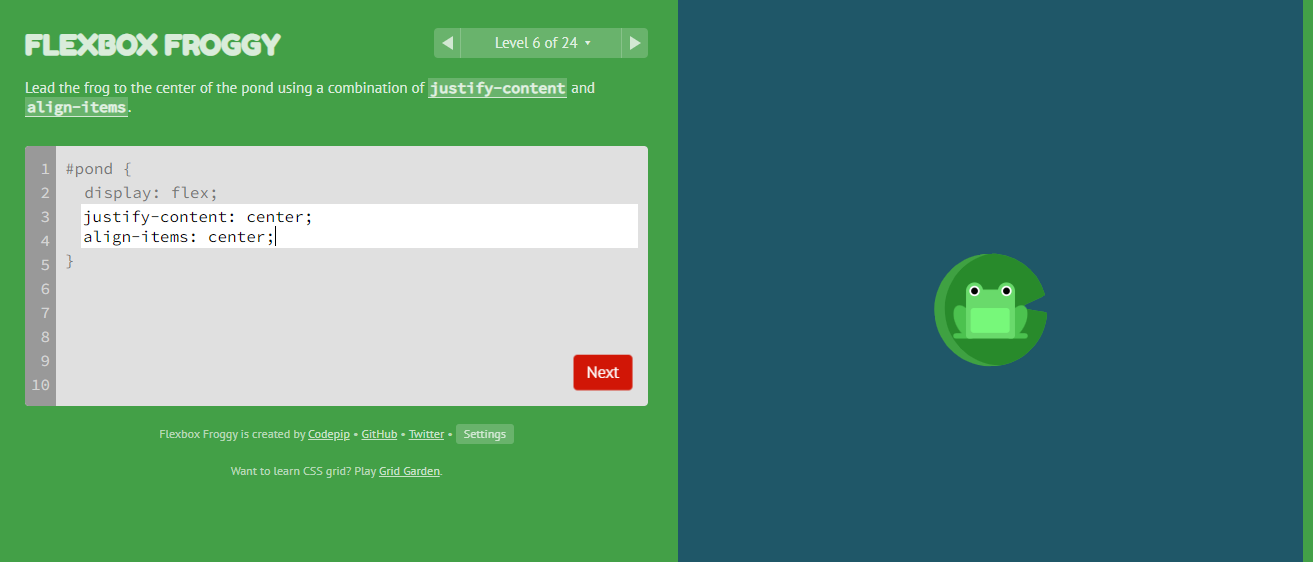 FLEXBOX FROGGY
Level 6 of 24
Lead the frog to the center of the pond using a combination of justify-content and
align-items.
1 #pond {
2 display: flex;
3 justify-content: center;
4 align-items: center;
5 }
6
7
8
9
10
Next
Flexbox Froggy is created by Codepip • GitHub • Twitter • Settings
Want to learn CSS grid? Play Grid Garden.